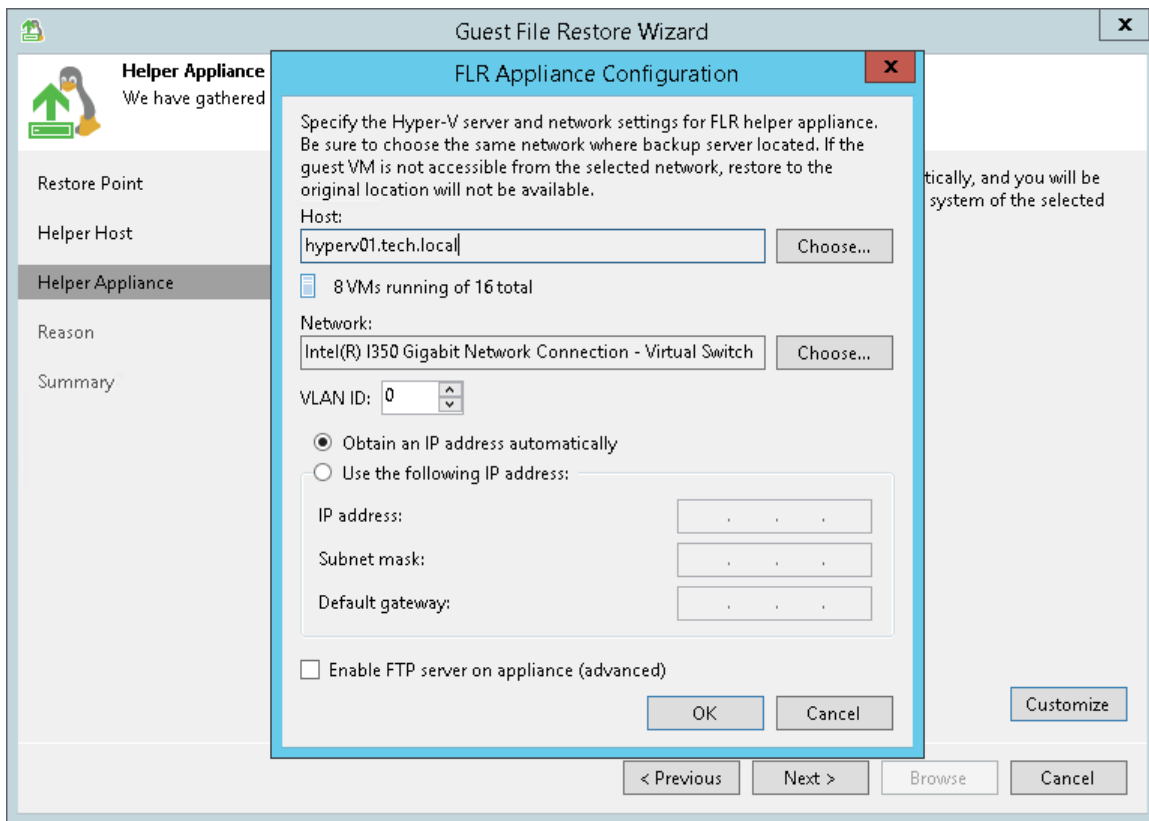 Guest File Restore Wizard
X
Helper Appliance
We have gathered
FLR Appliance Configuration
x
Specify the Hyper-V server and network settings for FLR helper appliance.
Be sure to choose the same network where backup server located. If the
guest VM is not accessible from the selected network, restore to the
original location will not be available.
tically, and you will be
system of the selected
Restore Point
Helper Host
Helper Appliance
Reason
Summary
Host:
hyperv01.tech.local
Choose...
8 VMs running of 16 total
Network:
Intel(R) I350 Gigabit Network Connection - Virtual Switch
Choose...
VLAN ID: 0
Obtain an IP address automatically
Use the following IP address:
IP address: . . .
Subnet mask: . . .
Default gateway: . . .
Enable FTP server on appliance (advanced)
OK Cancel
Customize
< Previous Next > Browse Cancel